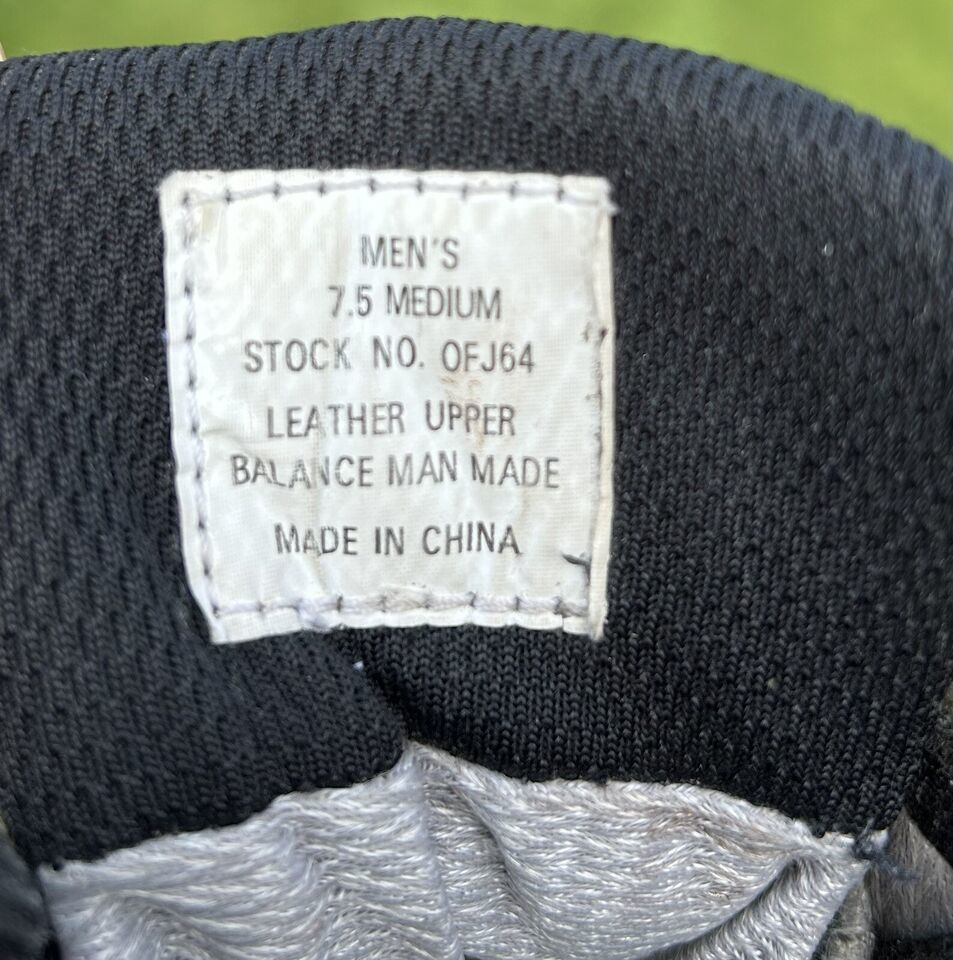 MEN'S
7.5 MEDIUM
STOCK NO. OFJ64
LEATHER UPPER
BALANCE MAN MADE
MADE IN CHINA